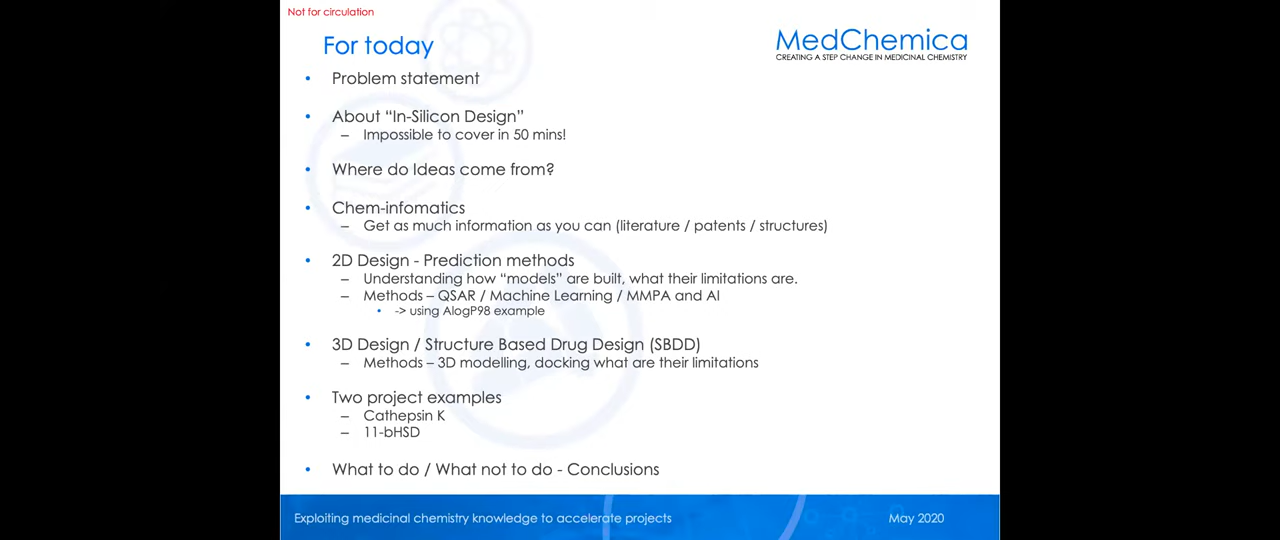 Not for circulation
For today
MedChemica
CREATING A STEP CHANGE IN MEDICINAL CHEMISTRY
• Problem statement
• About “In-Silicon Design”
– Impossible to cover in 50 mins!
• Where do Ideas come from?
• Chem-infomatics
– Get as much information as you can (literature / patents / structures)
• 2D Design - Prediction methods
– Understanding how “models” are built, what their limitations are.
– Methods – QSAR / Machine Learning / MMPA and AI
• -> using AlogP98 example
• 3D Design / Structure Based Drug Design (SBDD)
– Methods – 3D modelling, docking what are their limitations
• Two project examples
– Cathepsin K
– 11-bHSD
• What to do / What not to do - Conclusions
Exploiting medicinal chemistry knowledge to accelerate projects
May 2020